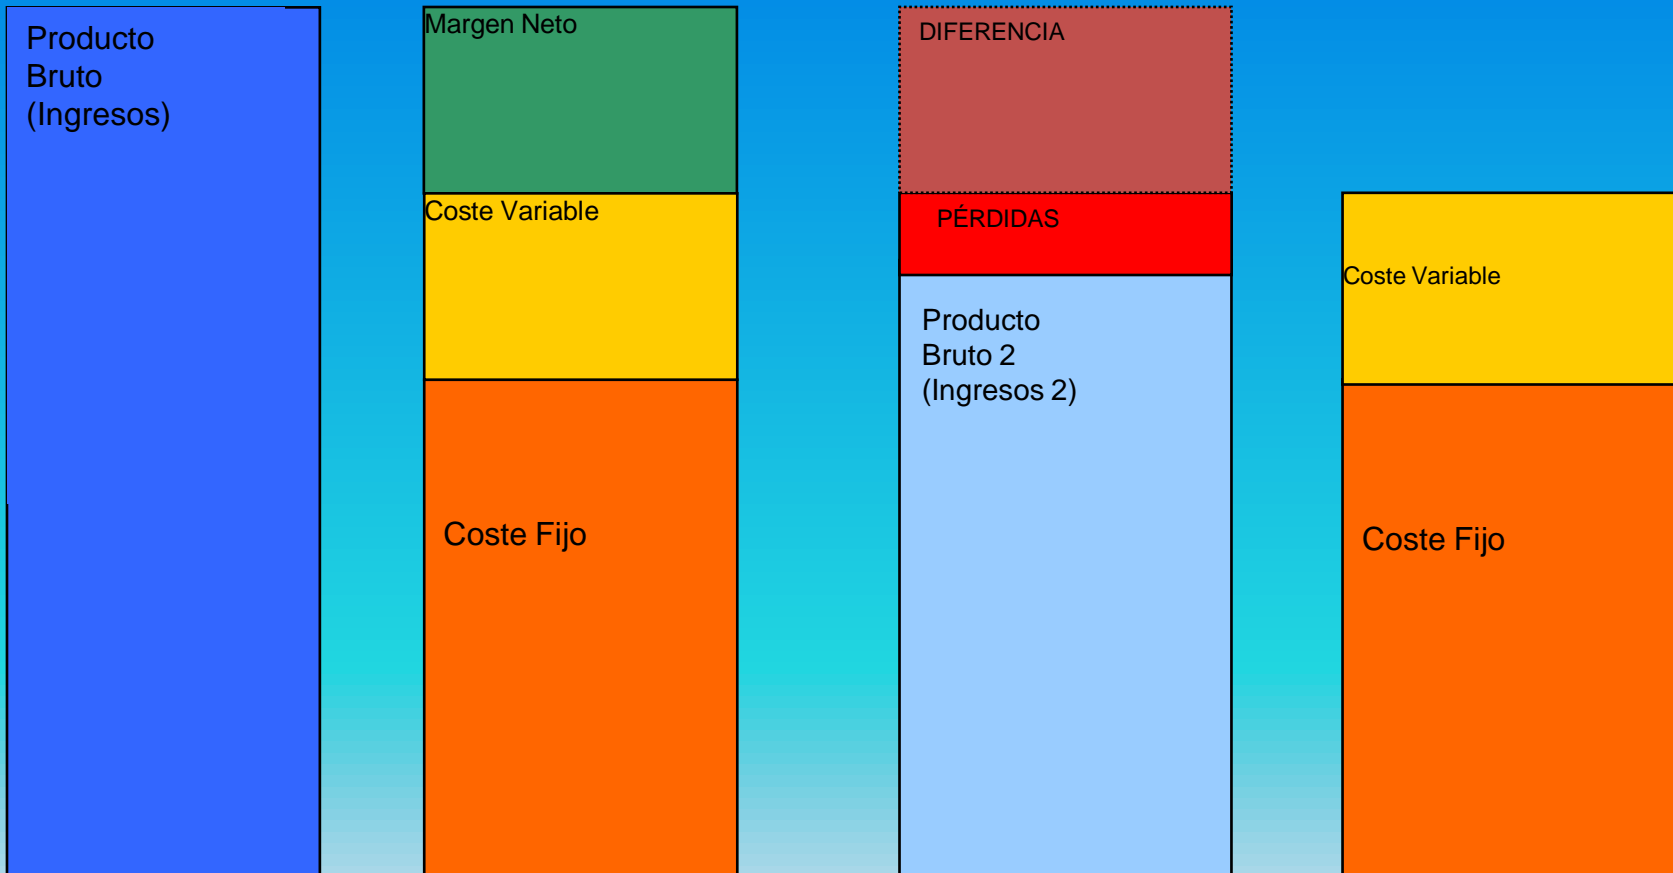 Producto
Bruto
(Ingresos)
Margen Neto
Coste Variable
Coste Fijo
DIFERENCIA
PÉRDIDAS
Producto
Bruto 2
(Ingresos 2)
Coste Variable
Coste Fijo